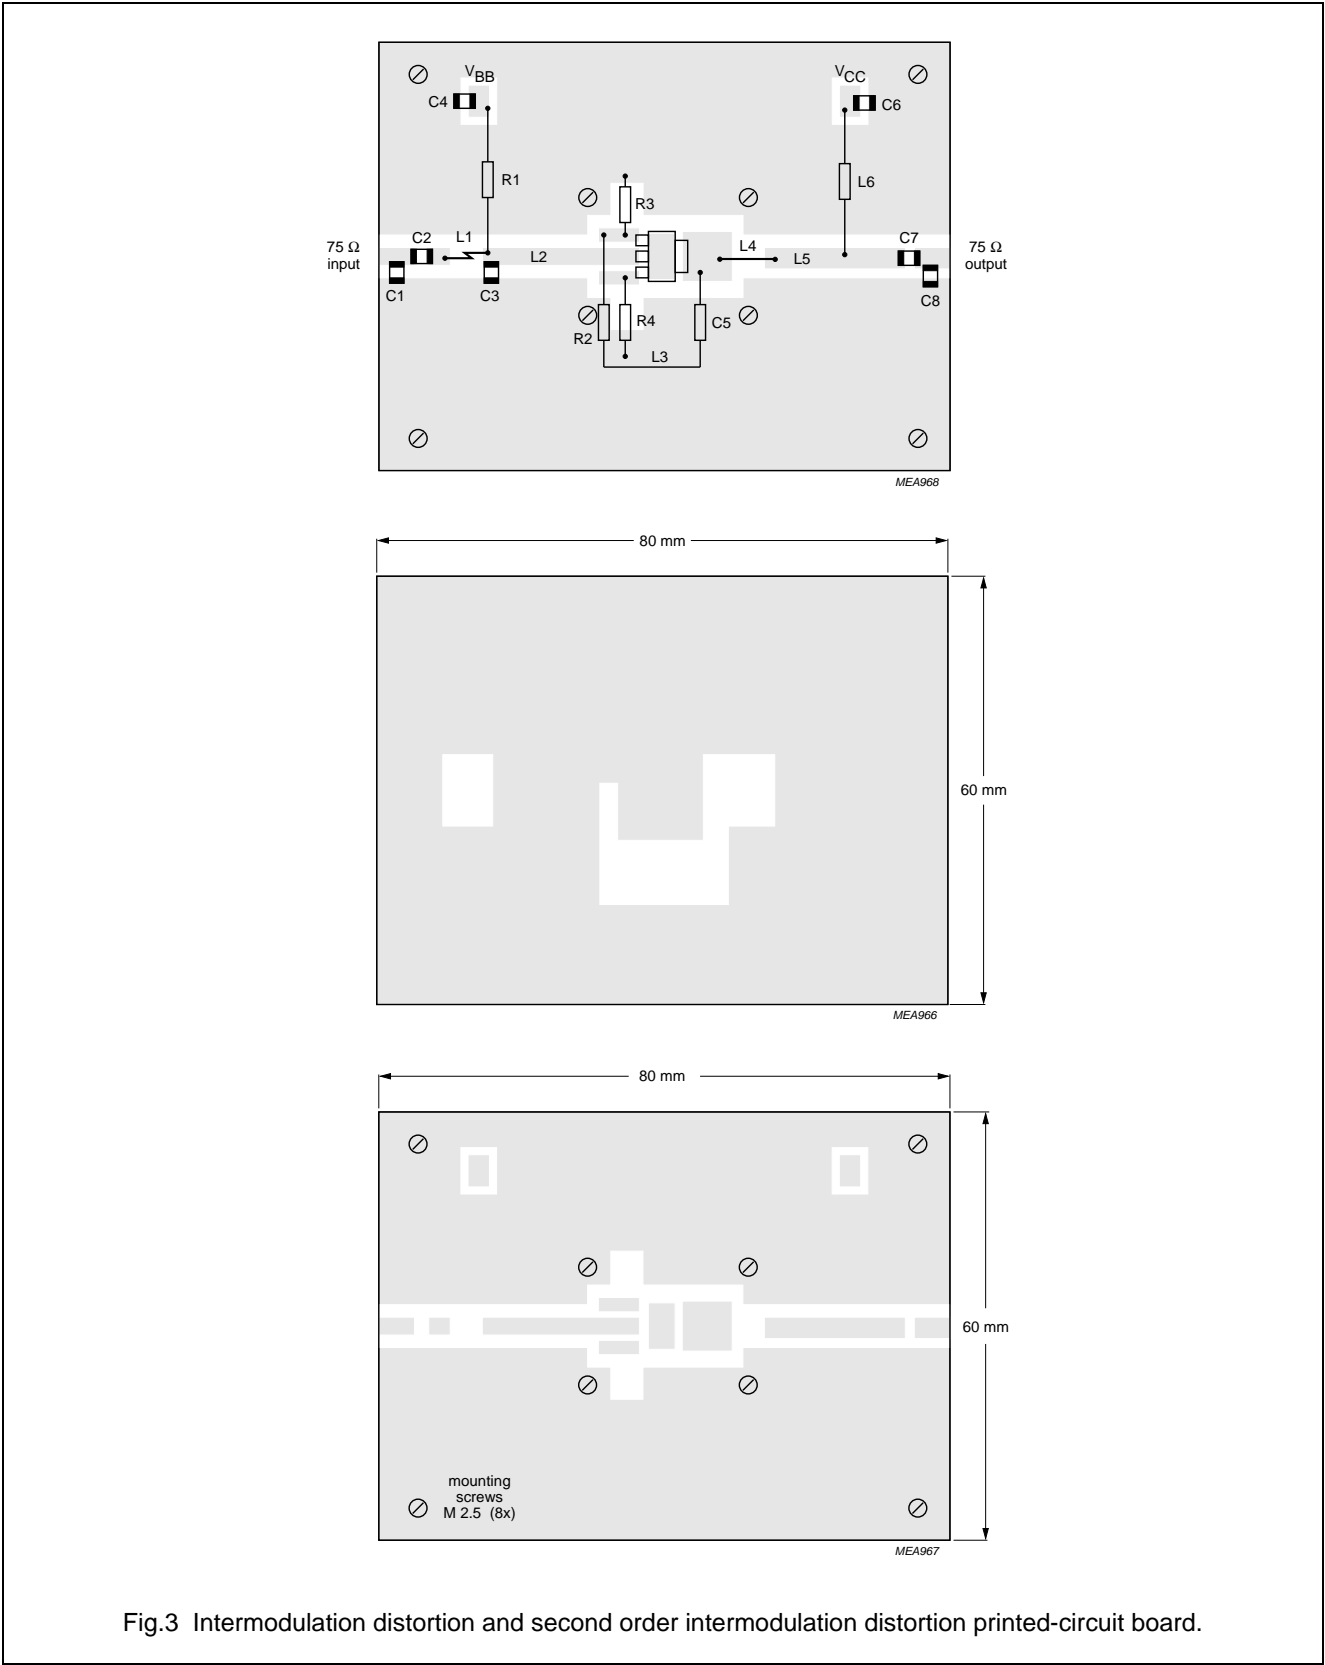 VBB
VCC
C4
C6
R1
L6
R3
75 Ω
input
C2
L1
L2
L4
L5
C7
75 Ω
output
C1
C3
C8
R2
R4
C5
L3
MEA968
80 mm
60 mm
MEA966
80 mm
60 mm
mounting
screws
M 2.5 (8x)
MEA967
Fig.3 Intermodulation distortion and second order intermodulation distortion printed-circuit board.